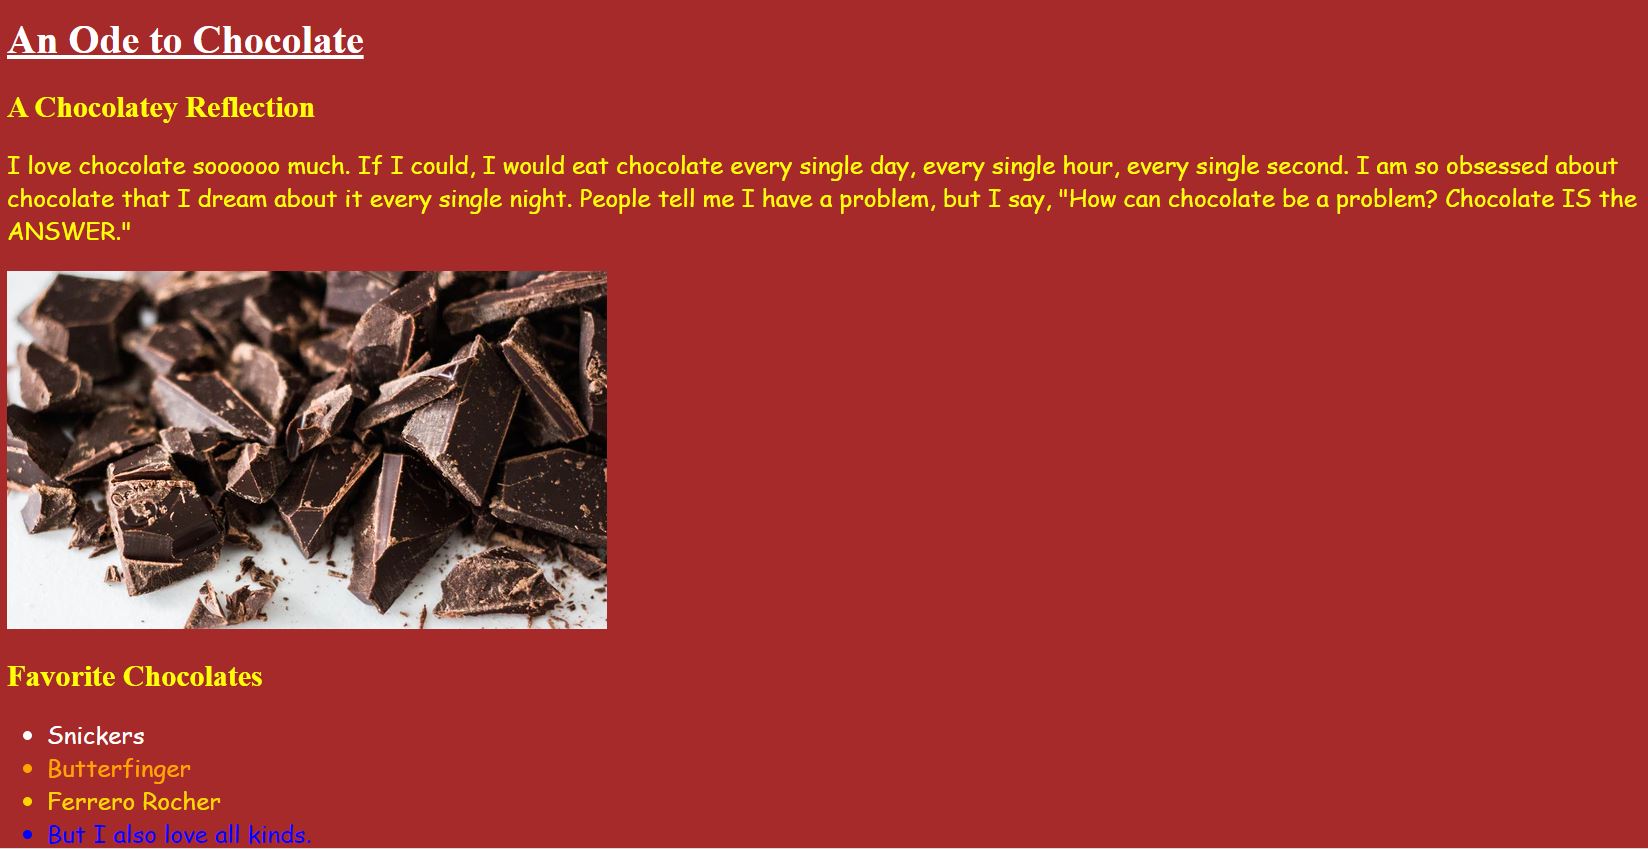 An Ode to Chocolate
A Chocolatey Reflection
I love chocolate soooooo much. If I could, I would eat chocolate every single day, every single hour, every single second. I am so obsessed about
chocolate that I dream about it every single night. People tell me I have a problem, but I say, "How can chocolate be a problem? Chocolate IS the
ANSWER."
Favorite Chocolates
• Snickers
• Butterfinger
• Ferrero Rocher
• But I also love all kinds.